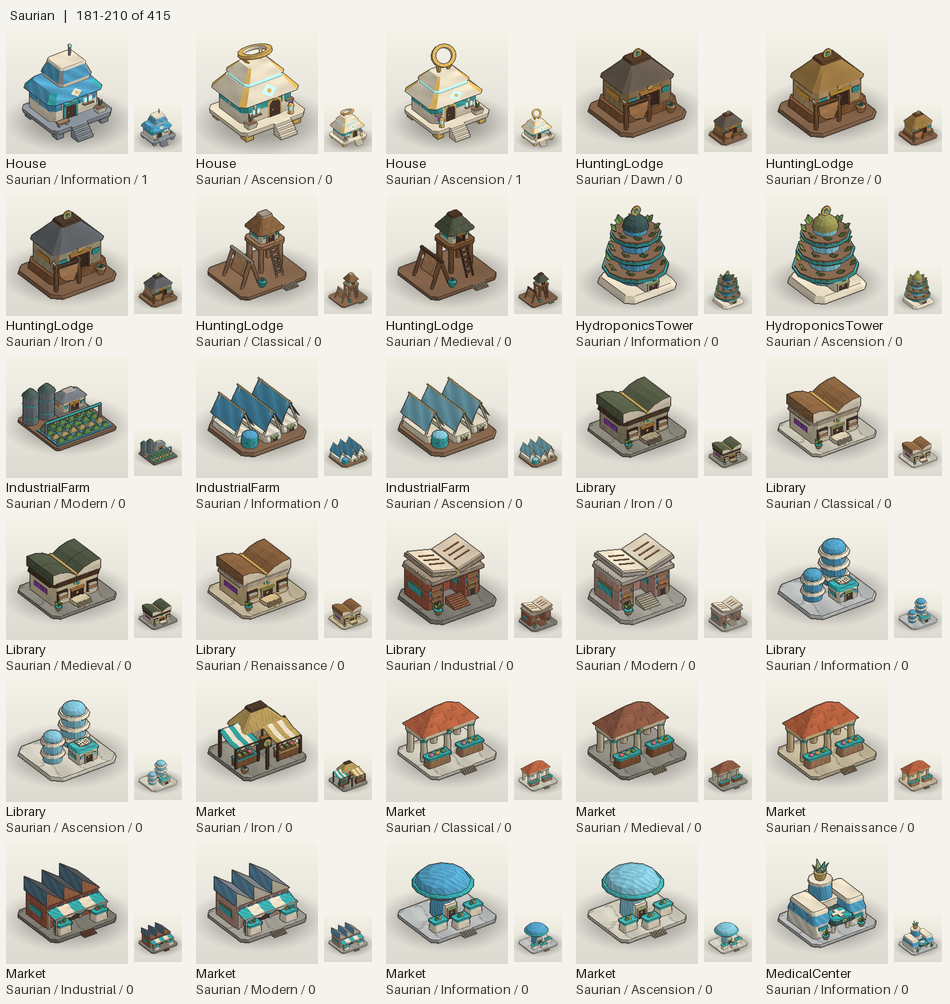 Saurian | 181-210 of 415
House
Saurian / Information / 1
House
Saurian / Ascension / 0
House
Saurian / Ascension / 1
HuntingLodge
Saurian / Dawn / 0
HuntingLodge
Saurian / Bronze / 0
HuntingLodge
Saurian / Iron / 0
HuntingLodge
Saurian / Classical / 0
HuntingLodge
Saurian / Medieval / 0
HydroponicsTower
Saurian / Information / 0
HydroponicsTower
Saurian / Ascension / 0
IndustrialFarm
Saurian / Modern / 0
IndustrialFarm
Saurian / Information / 0
IndustrialFarm
Saurian / Ascension / 0
Library
Saurian / Iron / 0
Library
Saurian / Classical / 0
Library
Saurian / Medieval / 0
Library
Saurian / Renaissance / 0
Library
Saurian / Industrial / 0
Library
Saurian / Modern / 0
Library
Saurian / Information / 0
Library
Saurian / Ascension / 0
Market
Saurian / Iron / 0
Market
Saurian / Classical / 0
Market
Saurian / Medieval / 0
Market
Saurian / Renaissance / 0
Market
Saurian / Industrial / 0
Market
Saurian / Modern / 0
Market
Saurian / Information / 0
Market
Saurian / Ascension / 0
MedicalCenter
Saurian / Information / 0